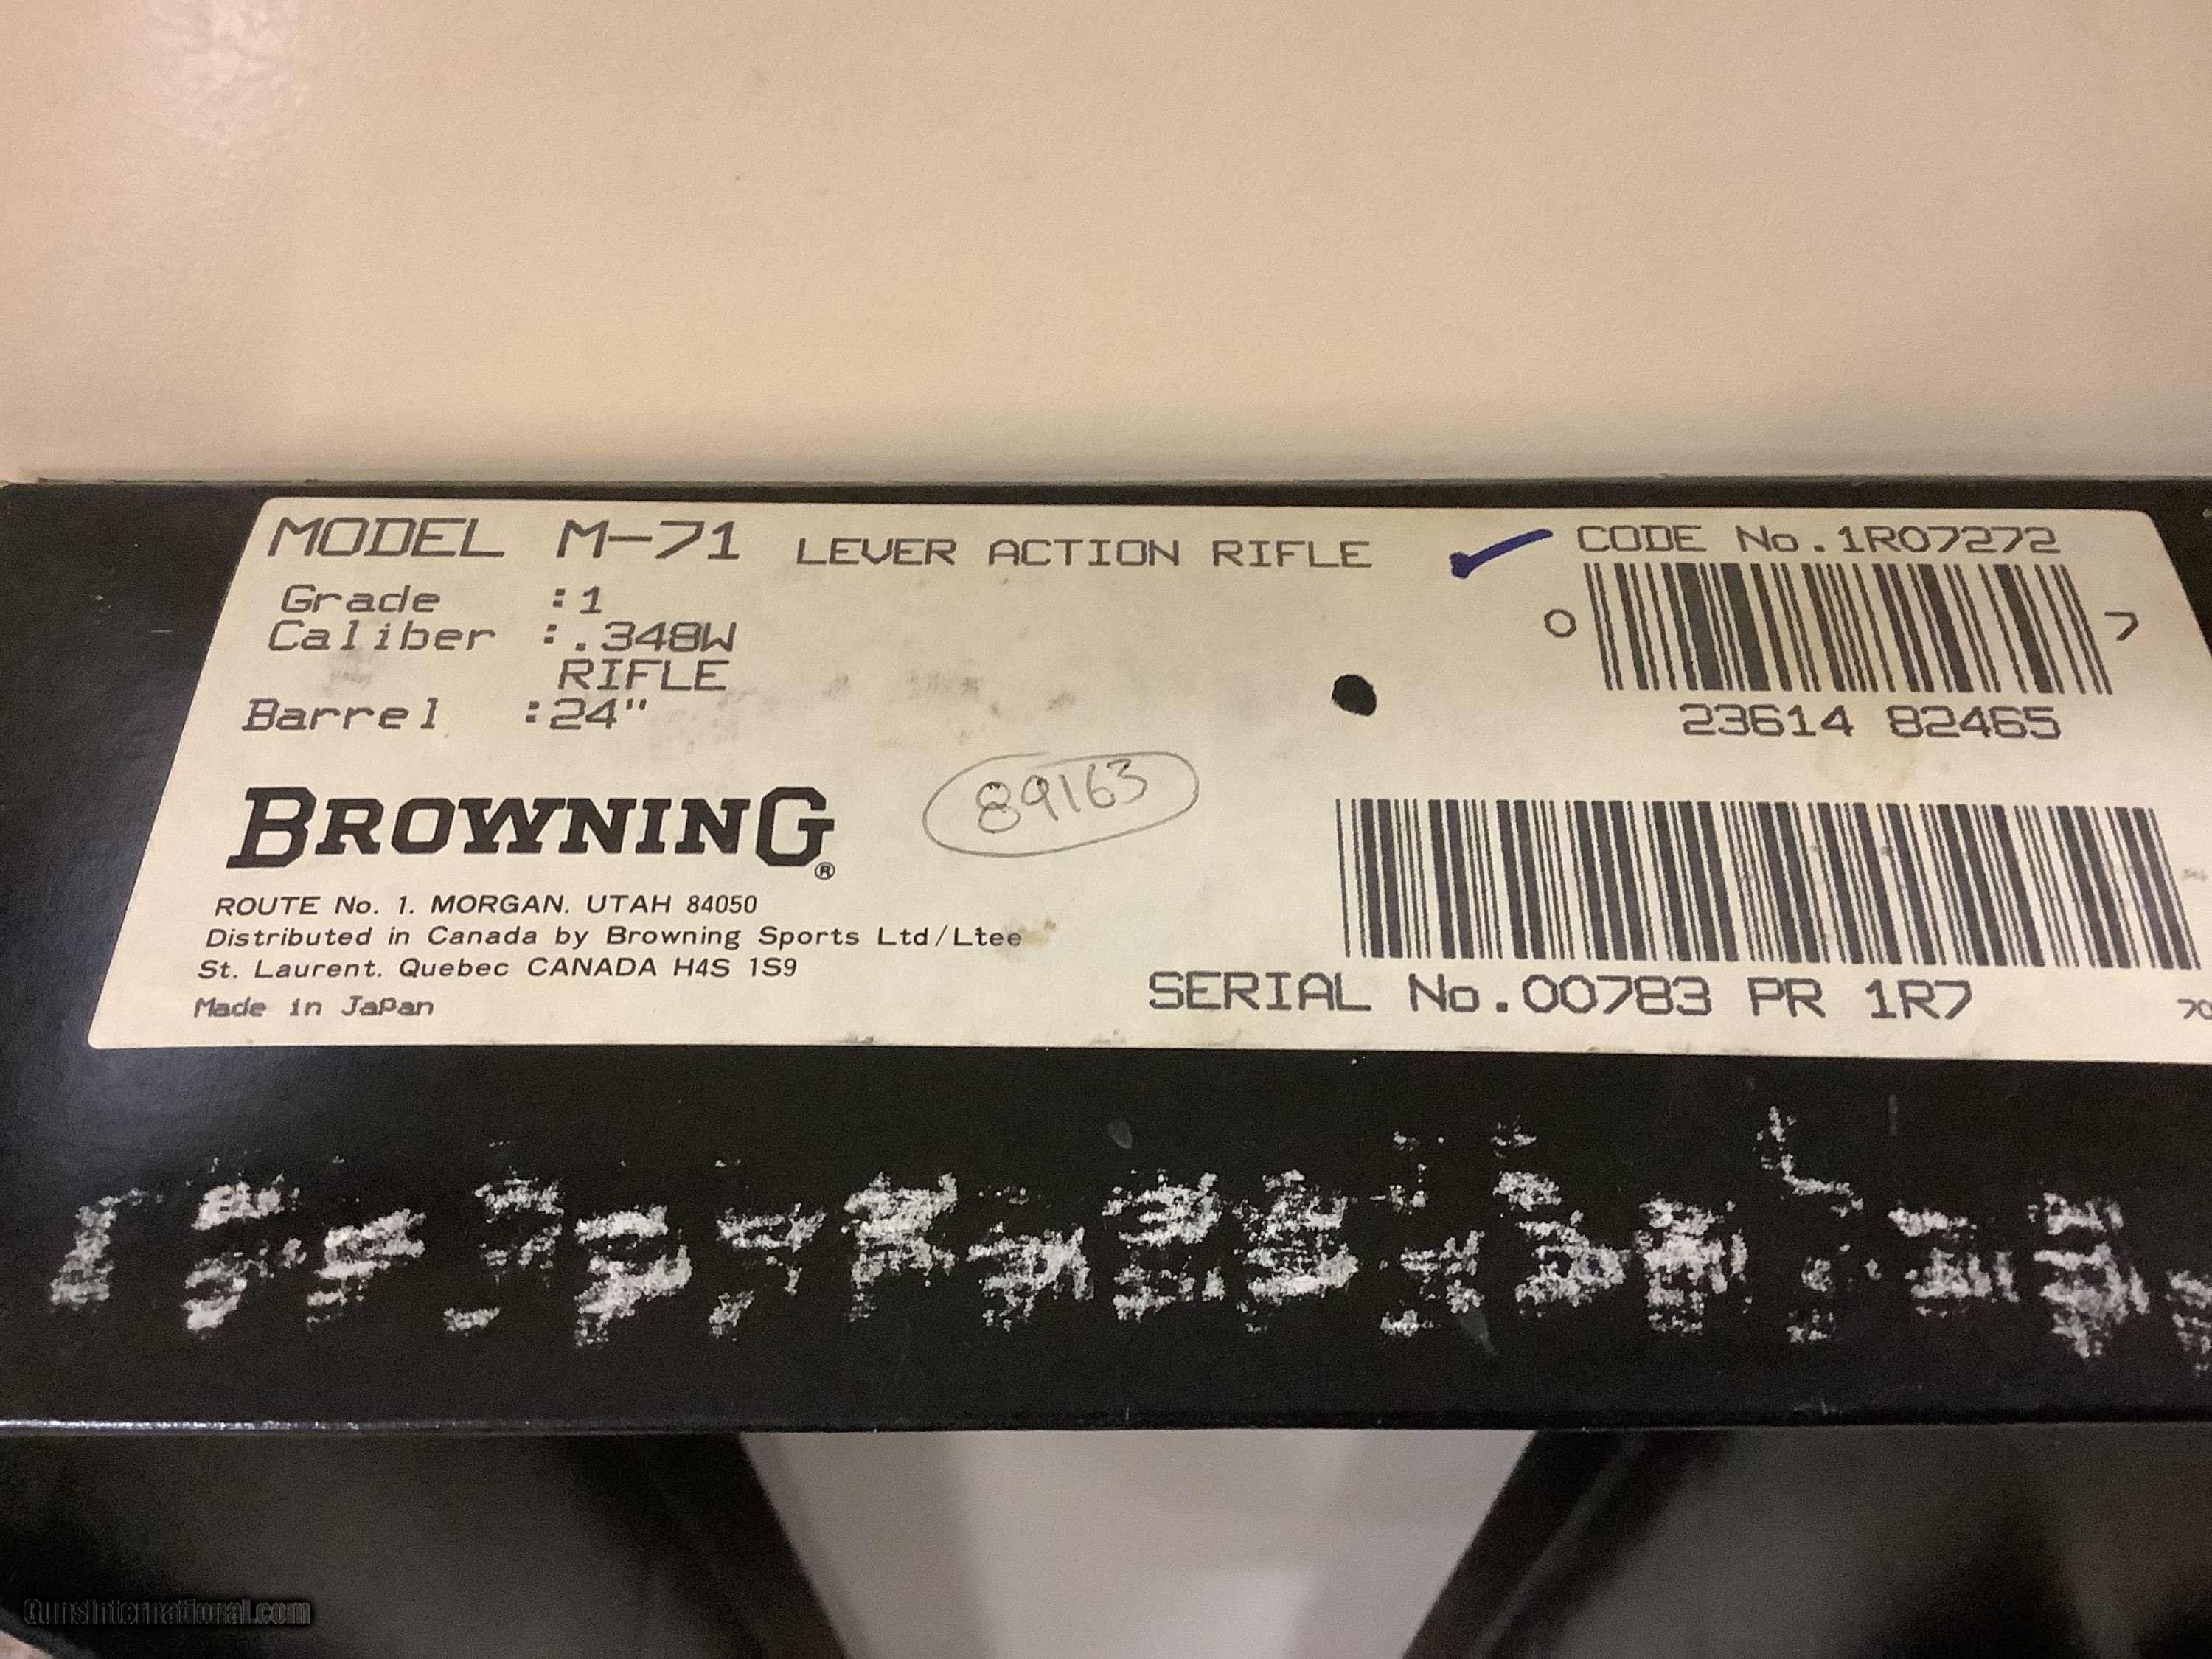 MODEL M-71 LEVER ACTION RIFLE
CODE No.1R07272
Grade :1
Caliber :.348W
RIFLE
Barrel :24"
0 7
23614 82465
BROWNING®
89163
ROUTE No. 1. MORGAN. UTAH 84050
Distributed in Canada by Browning Sports Ltd/Ltee
St. Laurent. Quebec CANADA H4S 1S9
Made in Japan
SERIAL No.00783 PR 1R7
GunsInternational.com